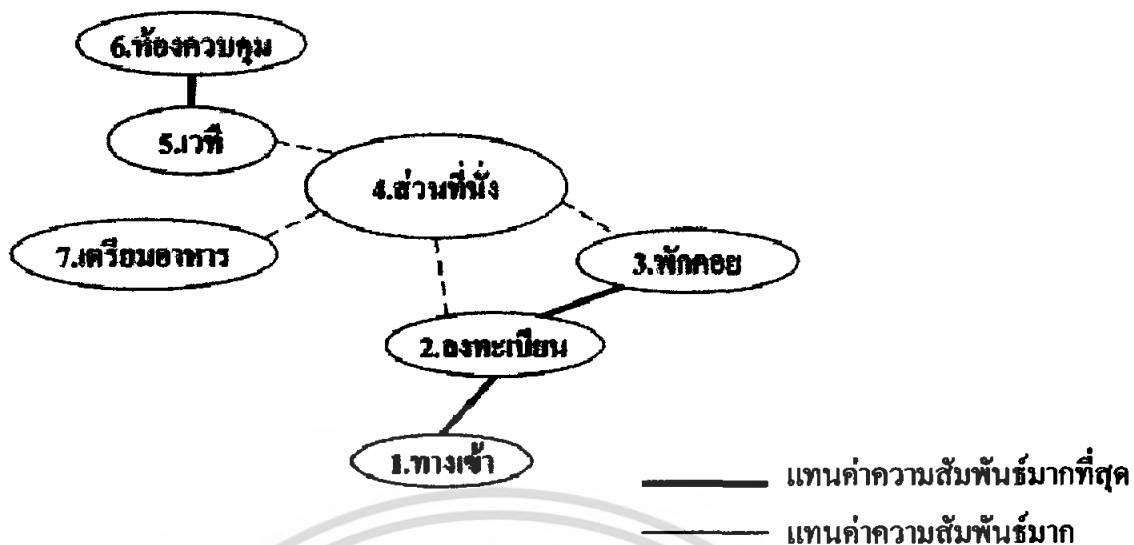 6.ห้องควบคุม
5.เวที
4.ส่วนที่นั่ง
7.เตรียมอาหาร
3.พักคอย
2.ลงทะเบียน
1.ทางเข้า
แทนค่าความสัมพันธ์มากที่สุด
แทนค่าความสัมพันธ์มาก